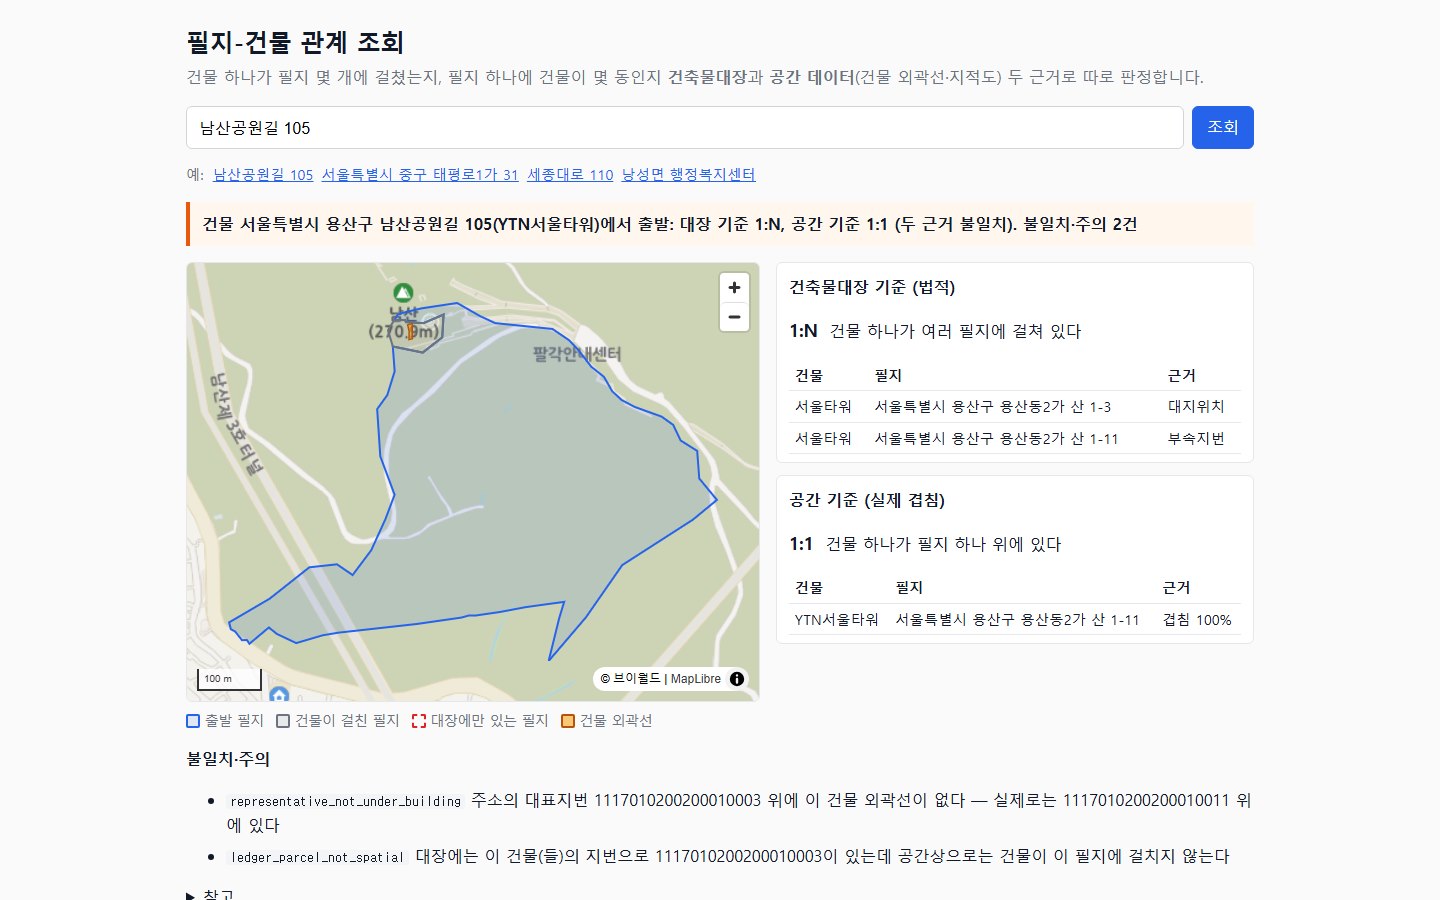 필지-건물 관계 조회
건물 하나가 필지 몇 개에 걸쳤는지, 필지 하나에 건물이 몇 동인지 건축물대장과 공간 데이터(건물 외곽선·지적도) 두 근거로 따로 판정합니다.
남산공원길 105
조회
예: 남산공원길 105 서울특별시 중구 태평로1가 31 세종대로 110 낭성면 행정복지센터
건물 서울특별시 용산구 남산공원길 105(YTN서울타워)에서 출발: 대장 기준 1:N, 공간 기준 1:1 (두 근거 불일치). 불일치·주의 2건
남산
(270.9m)
팔각안내센터
남산제3호터널
+
−
100 m
© 브이월드 | MapLibre
출발 필지 건물이 걸친 필지 대장에만 있는 필지 건물 외곽선
건축물대장 기준 (법적)
1:N 건물 하나가 여러 필지에 걸쳐 있다
건물 필지 근거
서울타워 서울특별시 용산구 용산동2가 산 1-3 대지위치
서울타워 서울특별시 용산구 용산동2가 산 1-11 부속지번
공간 기준 (실제 겹침)
1:1 건물 하나가 필지 하나 위에 있다
건물 필지 근거
YTN서울타워 서울특별시 용산구 용산동2가 산 1-11 겹침 100%
불일치·주의
representative_not_under_building 주소의 대표지번 1117010200200010003 위에 이 건물 외곽선이 없다 — 실제로는 1117010200200010011 위
에 있다
ledger_parcel_not_spatial 대장에는 이 건물(들)의 지번으로 1117010200200010003이 있는데 공간상으로는 건물이 이 필지에 걸치지 않는다
참고